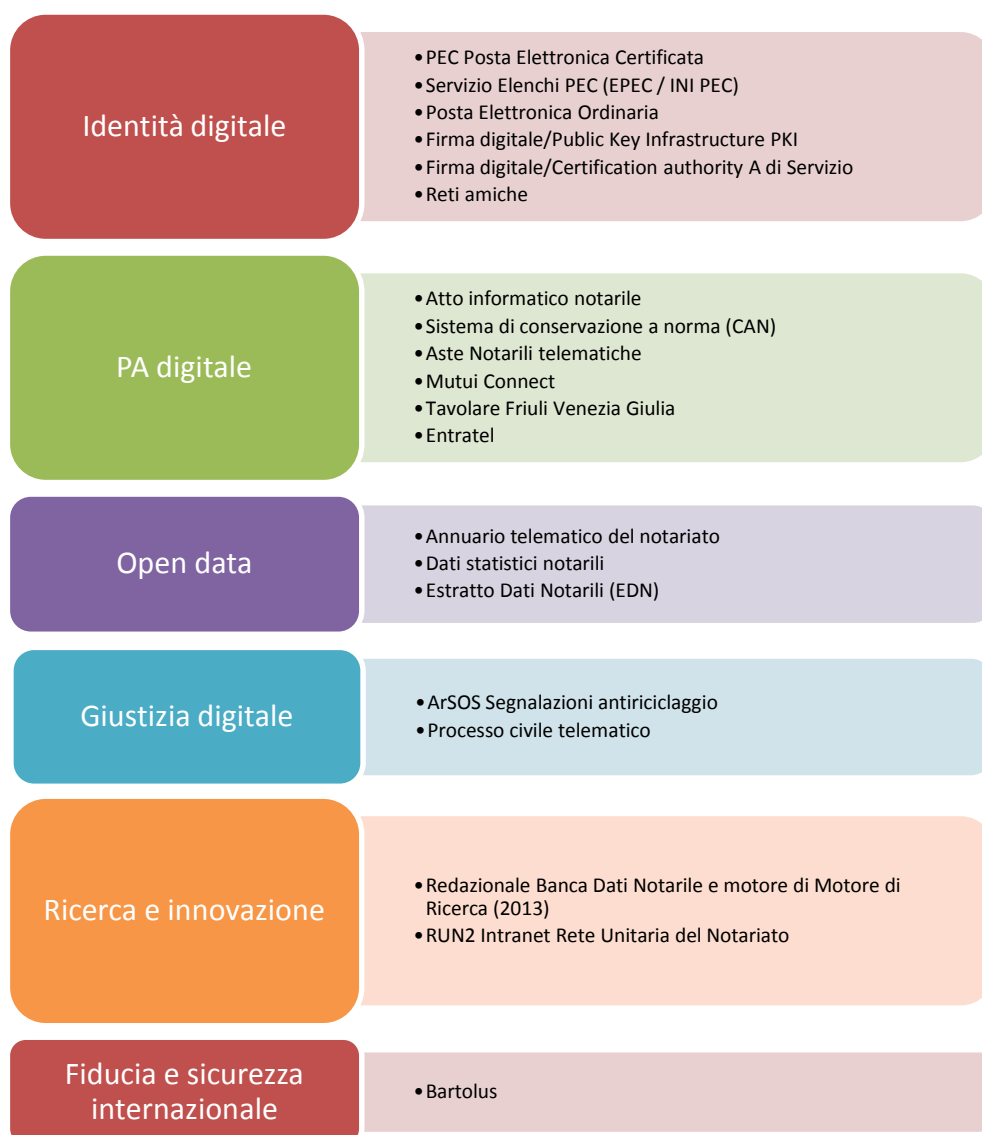 Identità digitale
•PEC Posta Elettronica Certificata
•Servizio Elenchi PEC (EPEC / INI PEC)
•Posta Elettronica Ordinaria
•Firma digitale/Public Key Infrastructure PKI
•Firma digitale/Certification authority A di Servizio
•Reti amiche
PA digitale
•Atto informatico notarile
•Sistema di conservazione a norma (CAN)
•Aste Notarili telematiche
•Mutui Connect
•Tavolare Friuli Venezia Giulia
•Entratel
Open data
•Annuario telematico del notariato
•Dati statistici notarili
•Estratto Dati Notarili (EDN)
Giustizia digitale
•ArSOS Segnalazioni antiriciclaggio
•Processo civile telematico
Ricerca e innovazione
•Redazionale Banca Dati Notarile e motore di Motore di
Ricerca (2013)
•RUN2 Intranet Rete Unitaria del Notariato
Fiducia e sicurezza
internazionale
•Bartolus